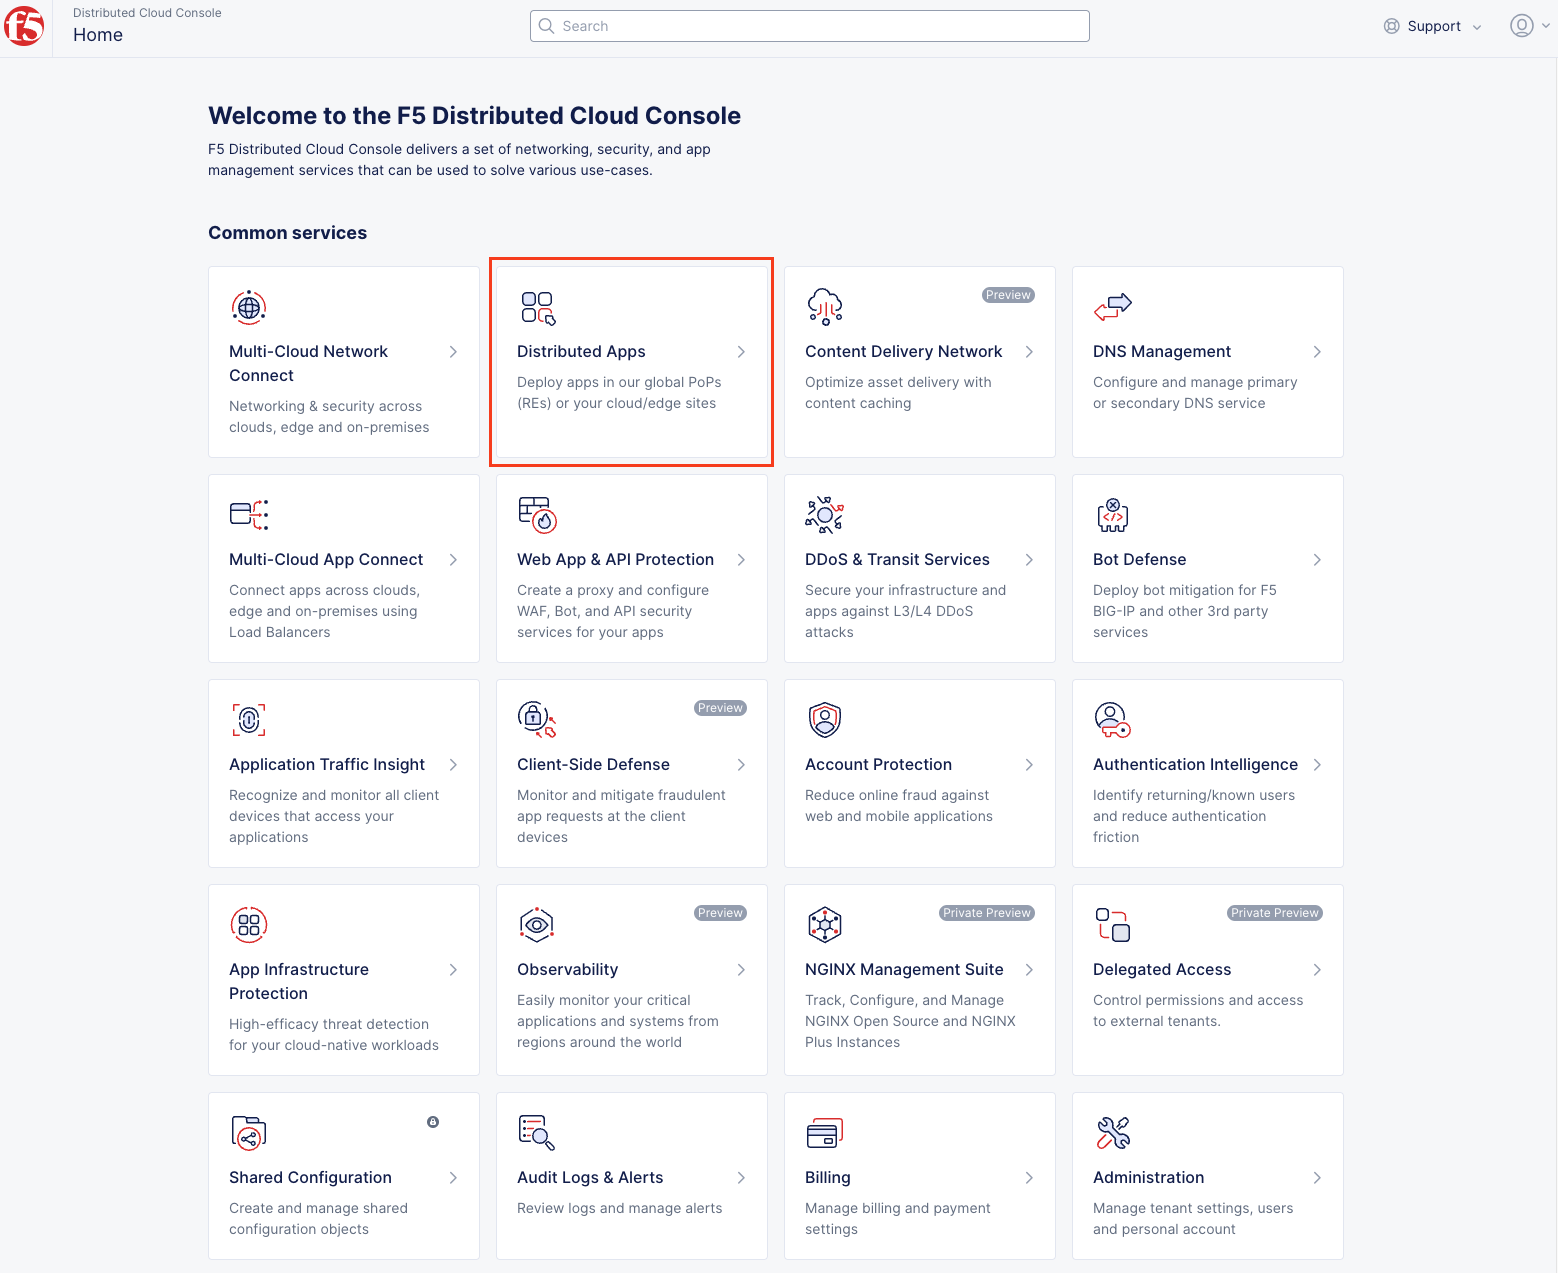 f5
Distributed Cloud Console
Home
Search
Support
Welcome to the F5 Distributed Cloud Console
F5 Distributed Cloud Console delivers a set of networking, security, and app
management services that can be used to solve various use-cases.
Common services
Multi-Cloud Network
Connect
Networking & security across
clouds, edge and on-premises
Distributed Apps
Deploy apps in our global PoPs
(REs) or your cloud/edge sites
Preview
Content Delivery Network
Optimize asset delivery with
content caching
DNS Management
Configure and manage primary
or secondary DNS service
Multi-Cloud App Connect
Connect apps across clouds,
edge and on-premises using
Load Balancers
Web App & API Protection
Create a proxy and configure
WAF, Bot, and API security
services for your apps
DDoS & Transit Services
Secure your infrastructure and
apps against L3/L4 DDoS
attacks
Bot Defense
Deploy bot mitigation for F5
BIG-IP and other 3rd party
services
Application Traffic Insight
Recognize and monitor all client
devices that access your
applications
Preview
Client-Side Defense
Monitor and mitigate fraudulent
app requests at the client
devices
Account Protection
Reduce online fraud against
web and mobile applications
Authentication Intelligence
Identify returning/known users
and reduce authentication
friction
App Infrastructure
Protection
High-efficacy threat detection
for your cloud-native workloads
Preview
Observability
Easily monitor your critical
applications and systems from
regions around the world
Private Preview
NGINX Management Suite
Track, Configure, and Manage
NGINX Open Source and NGINX
Plus Instances
Private Preview
Delegated Access
Control permissions and access
to external tenants.
Shared Configuration
Create and manage shared
configuration objects
Audit Logs & Alerts
Review logs and manage alerts
Billing
Manage billing and payment
settings
Administration
Manage tenant settings, users
and personal account